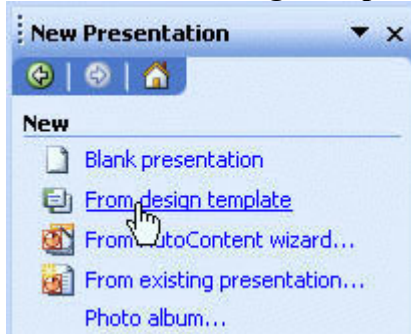 New Presentation
New
Blank presentation
From design template
From AutoContent wizard...
From existing presentation...
Photo album...